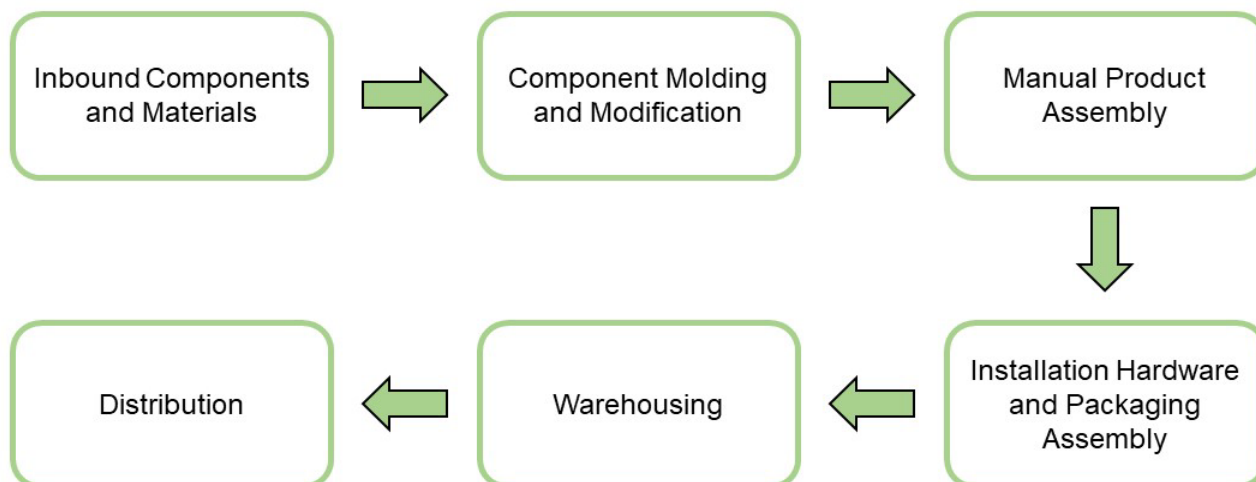 Inbound Components
and Materials
Component Molding
and Modification
Manual Product
Assembly
Installation Hardware
and Packaging
Assembly
Warehousing
Distribution